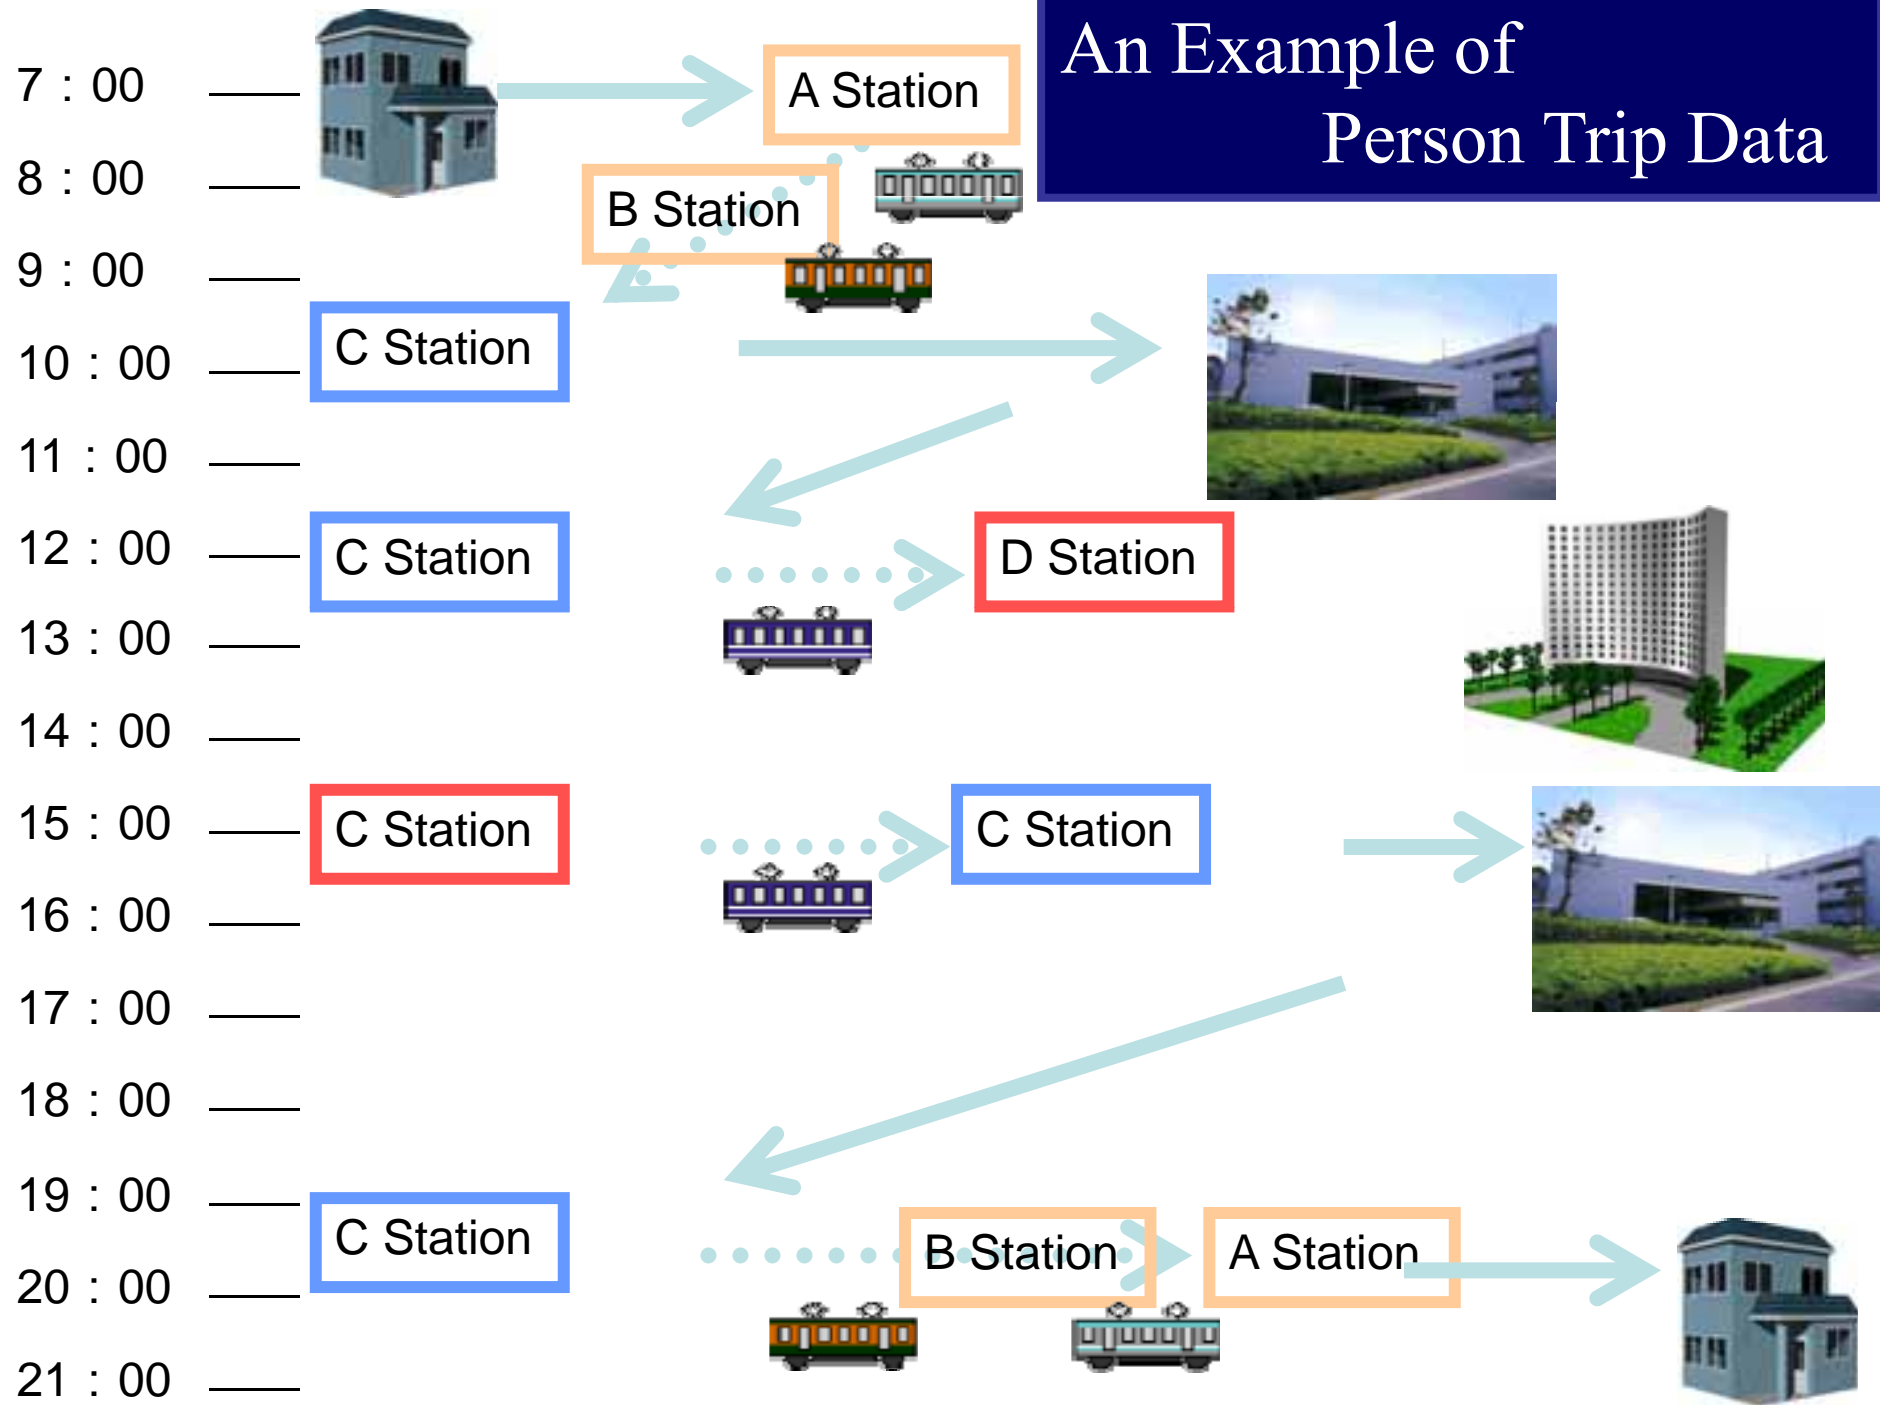 An Example of
Person Trip Data
7 : 00
A Station
8 : 00
B Station
9 : 00
C Station
10 : 00
11 : 00
12 : 00
C Station
D Station
13 : 00
14 : 00
15 : 00
C Station
C Station
16 : 00
17 : 00
18 : 00
19 : 00
C Station
B Station
A Station
20 : 00
21 : 00